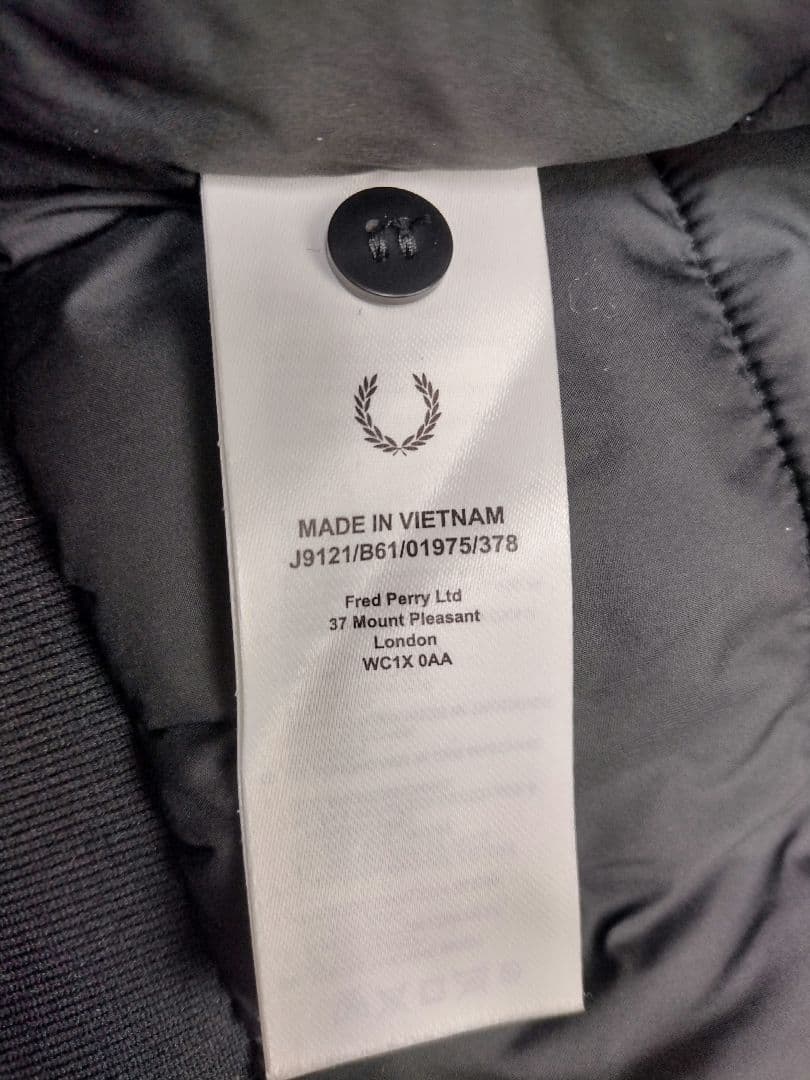 MADE IN VIETNAM
J9121/B61/01975/378
Fred Perry Ltd
37 Mount Pleasant
London
WC1X 0AA